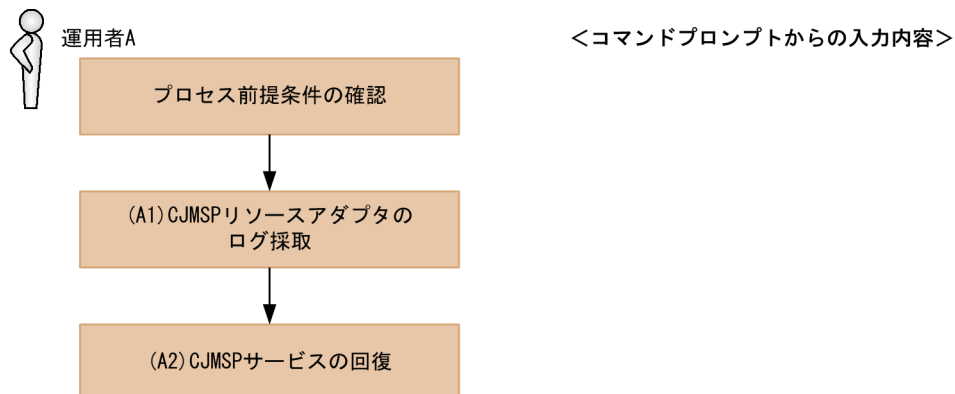 運用者A
＜コマンドプロンプトからの入力内容＞
プロセス前提条件の確認
(A1)CJMSPリソースアダプタの
ログ採取
(A2)CJMSPサービスの回復